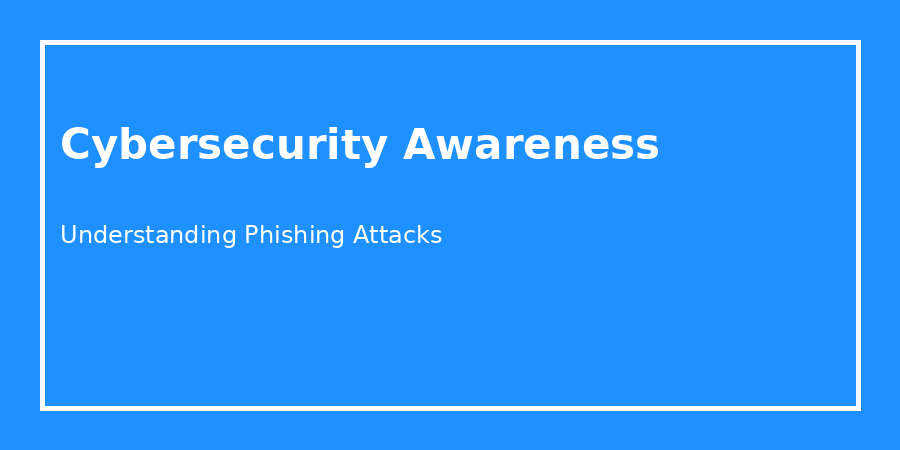 Cybersecurity Awareness
Understanding Phishing Attacks